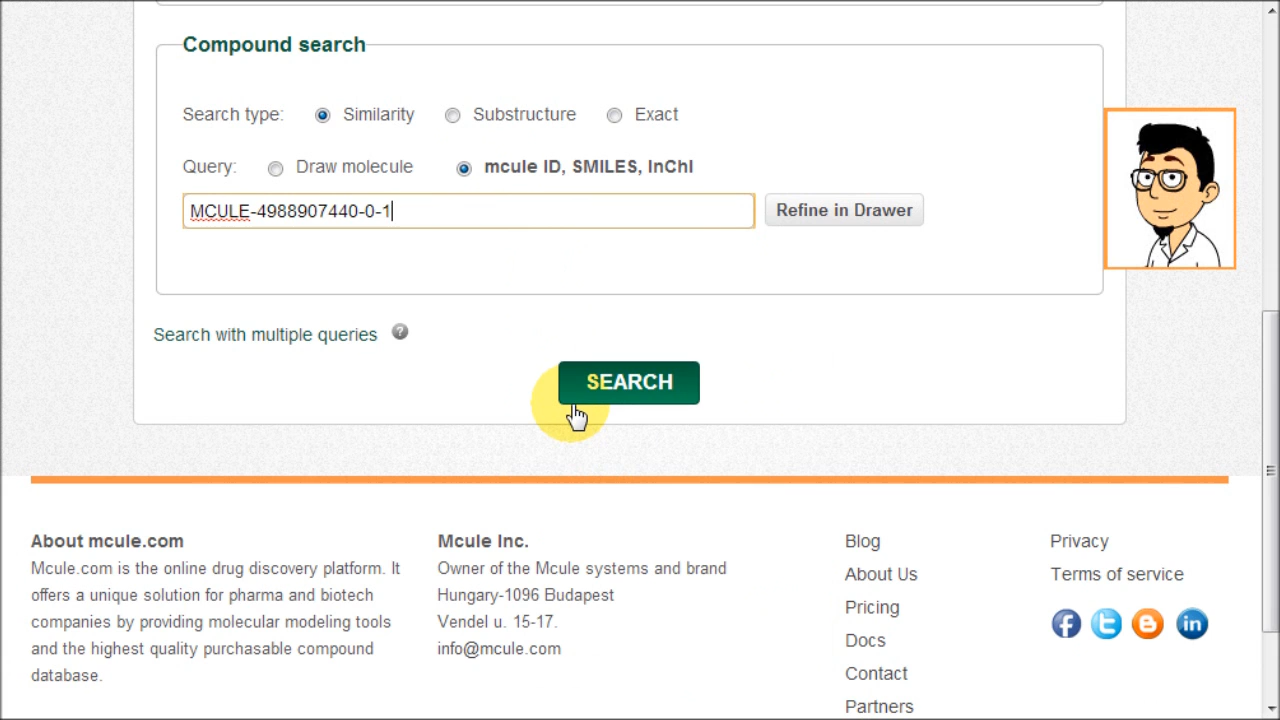 Compound search
Search type: Similarity Substructure Exact
Query: Draw molecule mcule ID, SMILES, InChI
MCULE-4988907440-0-1
Refine in Drawer
Search with multiple queries ?
SEARCH
About mcule.com
Mcule.com is the online drug discovery platform. It
offers a unique solution for pharma and biotech
companies by providing molecular modeling tools
and the highest quality purchasable compound
database.
Mcule Inc.
Owner of the Mcule systems and brand
Hungary-1096 Budapest
Vendel u. 15-17.
info@mcule.com
Blog
About Us
Pricing
Docs
Contact
Partners
Privacy
Terms of service